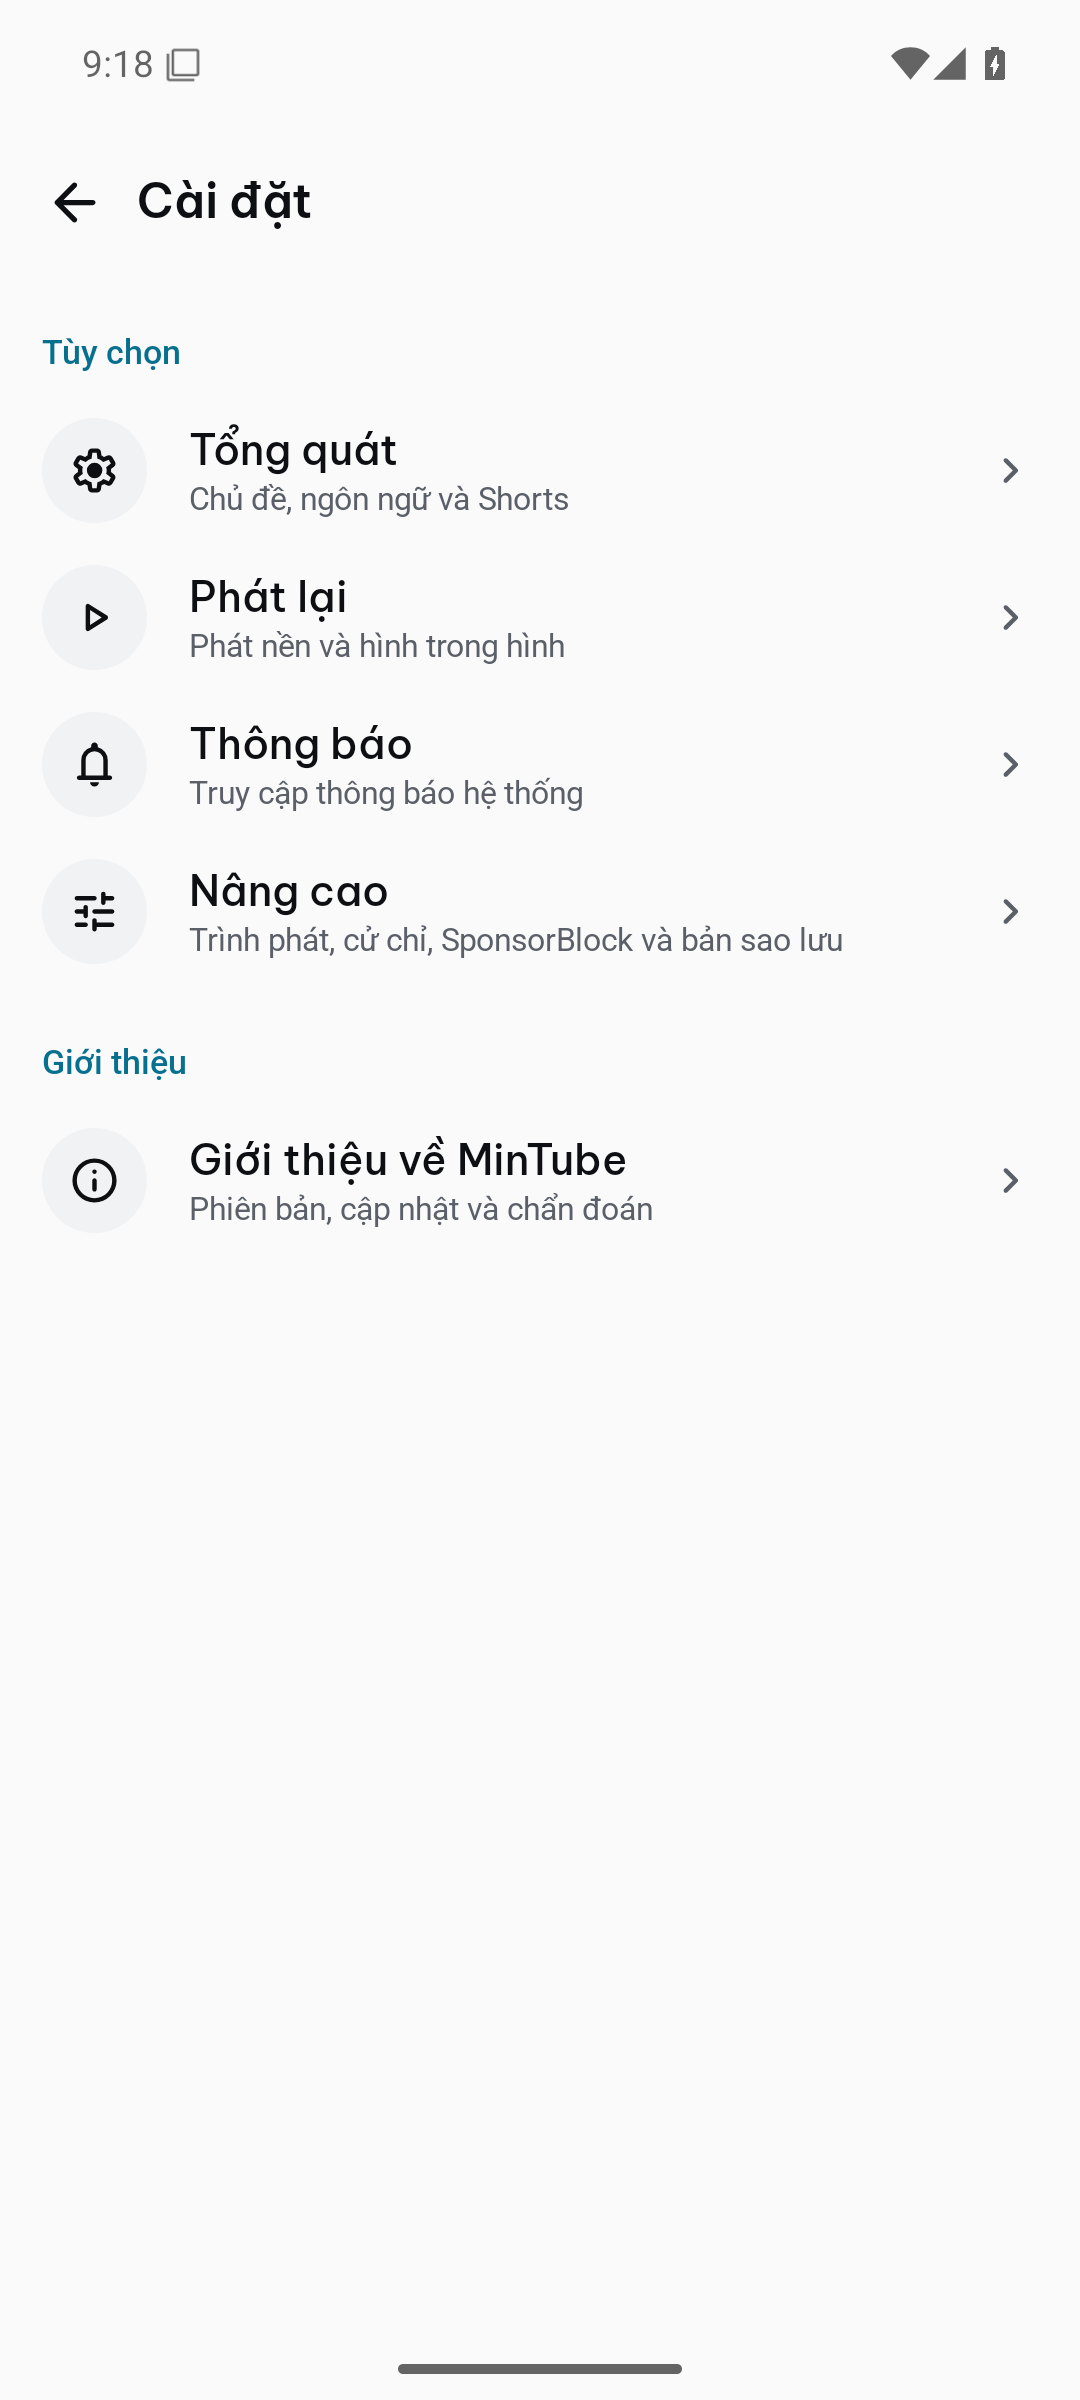 9:18
Cài đặt
Tùy chọn
Tổng quát
Chủ đề, ngôn ngữ và Shorts
Phát lại
Phát nền và hình trong hình
Thông báo
Truy cập thông báo hệ thống
Nâng cao
Trình phát, cử chỉ, SponsorBlock và bản sao lưu
Giới thiệu
Giới thiệu về MinTube
Phiên bản, cập nhật và chẩn đoán